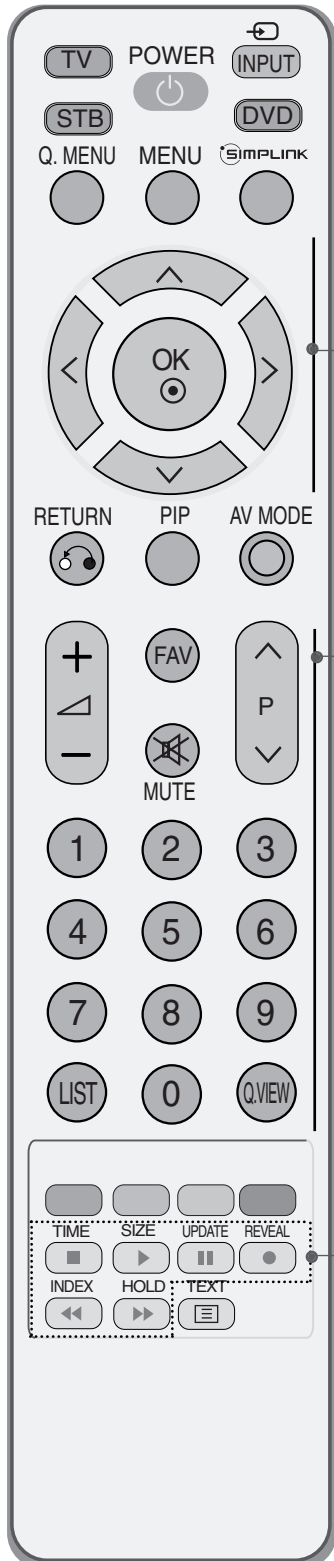 TV POWER INPUT
STB DVD
Q. MENU MENU SIMPLINK
OK
RETURN PIP AV MODE
+ FAV
P
-
MUTE
1 2 3
4 5 6
7 8 9
LIST 0 Q.VIEW
TIME SIZE UPDATE REVEAL
INDEX HOLD TEXT